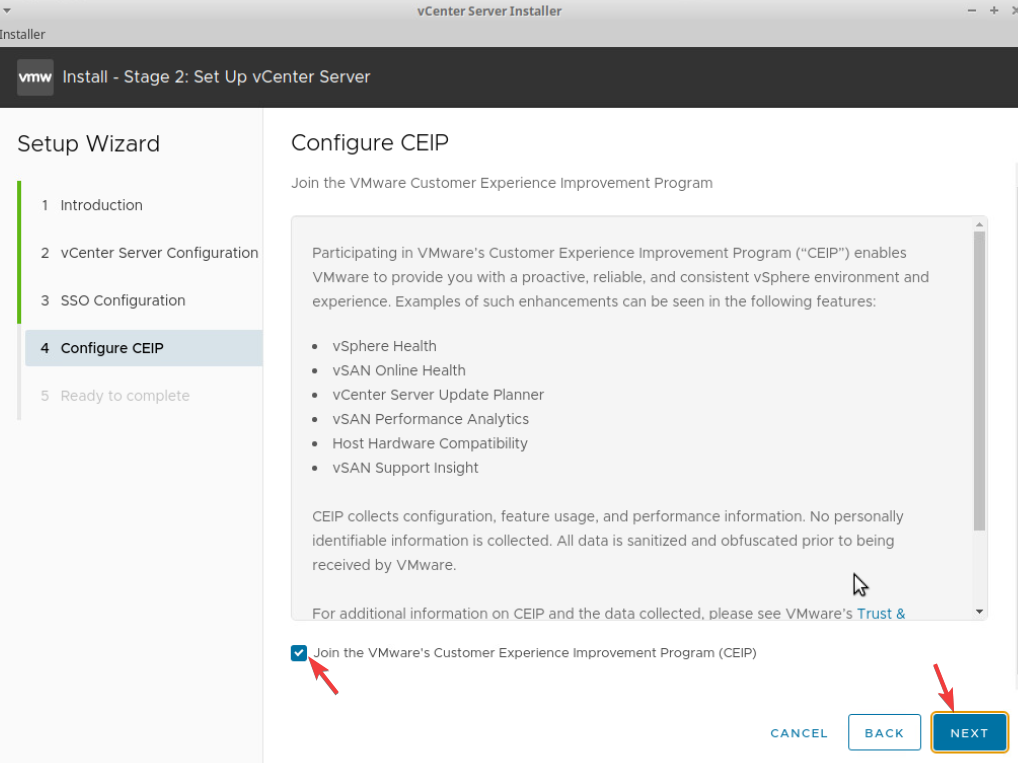 vCenter Server Installer
Installer
vmw Install - Stage 2: Set Up vCenter Server
Setup Wizard
1 Introduction
2 vCenter Server Configuration
3 SSO Configuration
4 Configure CEIP
5 Ready to complete
Configure CEIP
Join the VMware Customer Experience Improvement Program
Participating in VMware's Customer Experience Improvement Program (“CEIP”) enables
VMware to provide you with a proactive, reliable, and consistent vSphere environment and
experience. Examples of such enhancements can be seen in the following features:
• vSphere Health
• vSAN Online Health
• vCenter Server Update Planner
• vSAN Performance Analytics
• Host Hardware Compatibility
• vSAN Support Insight
CEIP collects configuration, feature usage, and performance information. No personally
identifiable information is collected. All data is sanitized and obfuscated prior to being
received by VMware.
For additional information on CEIP and the data collected, please see VMware's Trust &
Join the VMware's Customer Experience Improvement Program (CEIP)
CANCEL
BACK
NEXT